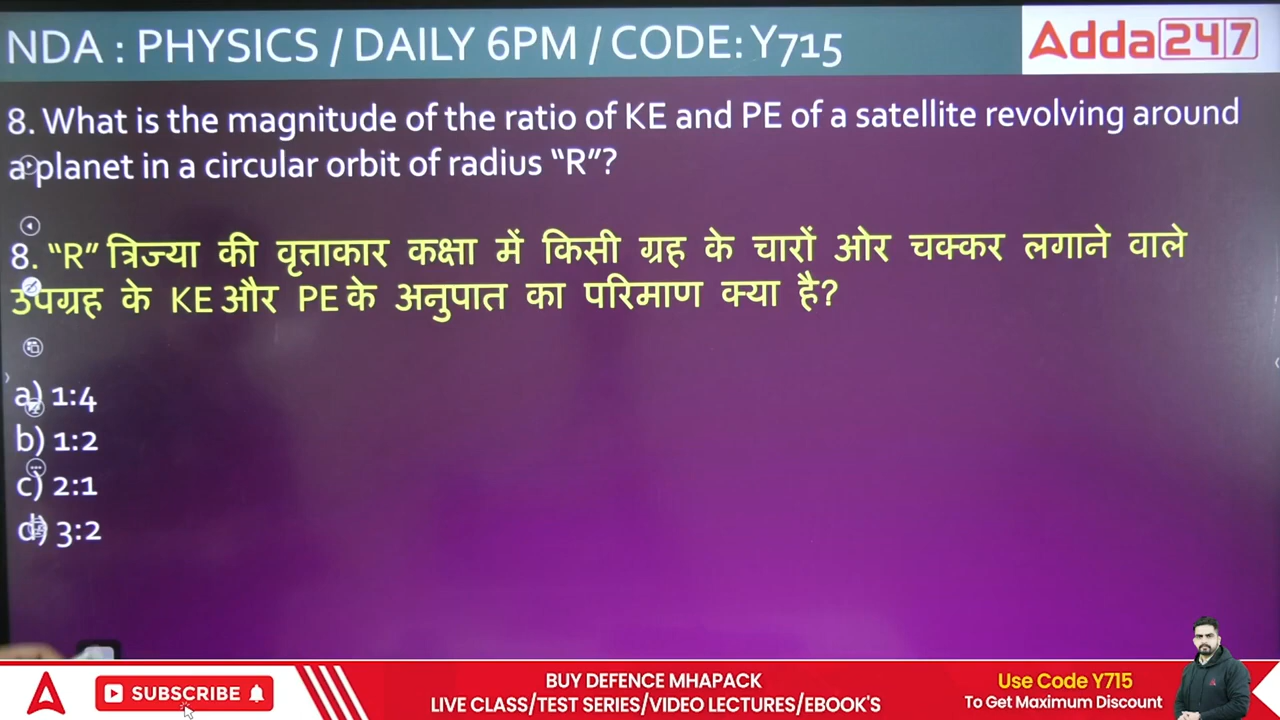 NDA : PHYSICS / DAILY 6PM / CODE: Y715
Adda247
8. What is the magnitude of the ratio of KE and PE of a satellite revolving around
a planet in a circular orbit of radius “R”?
8. “R” त्रिज्या की वृत्ताकार कक्षा में किसी ग्रह के चारों ओर चक्कर लगाने वाले
उपग्रह के KE और PE के अनुपात का परिमाण क्या है?
a) 1:4
b) 1:2
c) 2:1
d) 3:2
SUBSCRIBE
BUY DEFENCE MHAPACK
LIVE CLASS/TEST SERIES/VIDEO LECTURES/EBOOK'S
Use Code Y715
To Get Maximum Discount